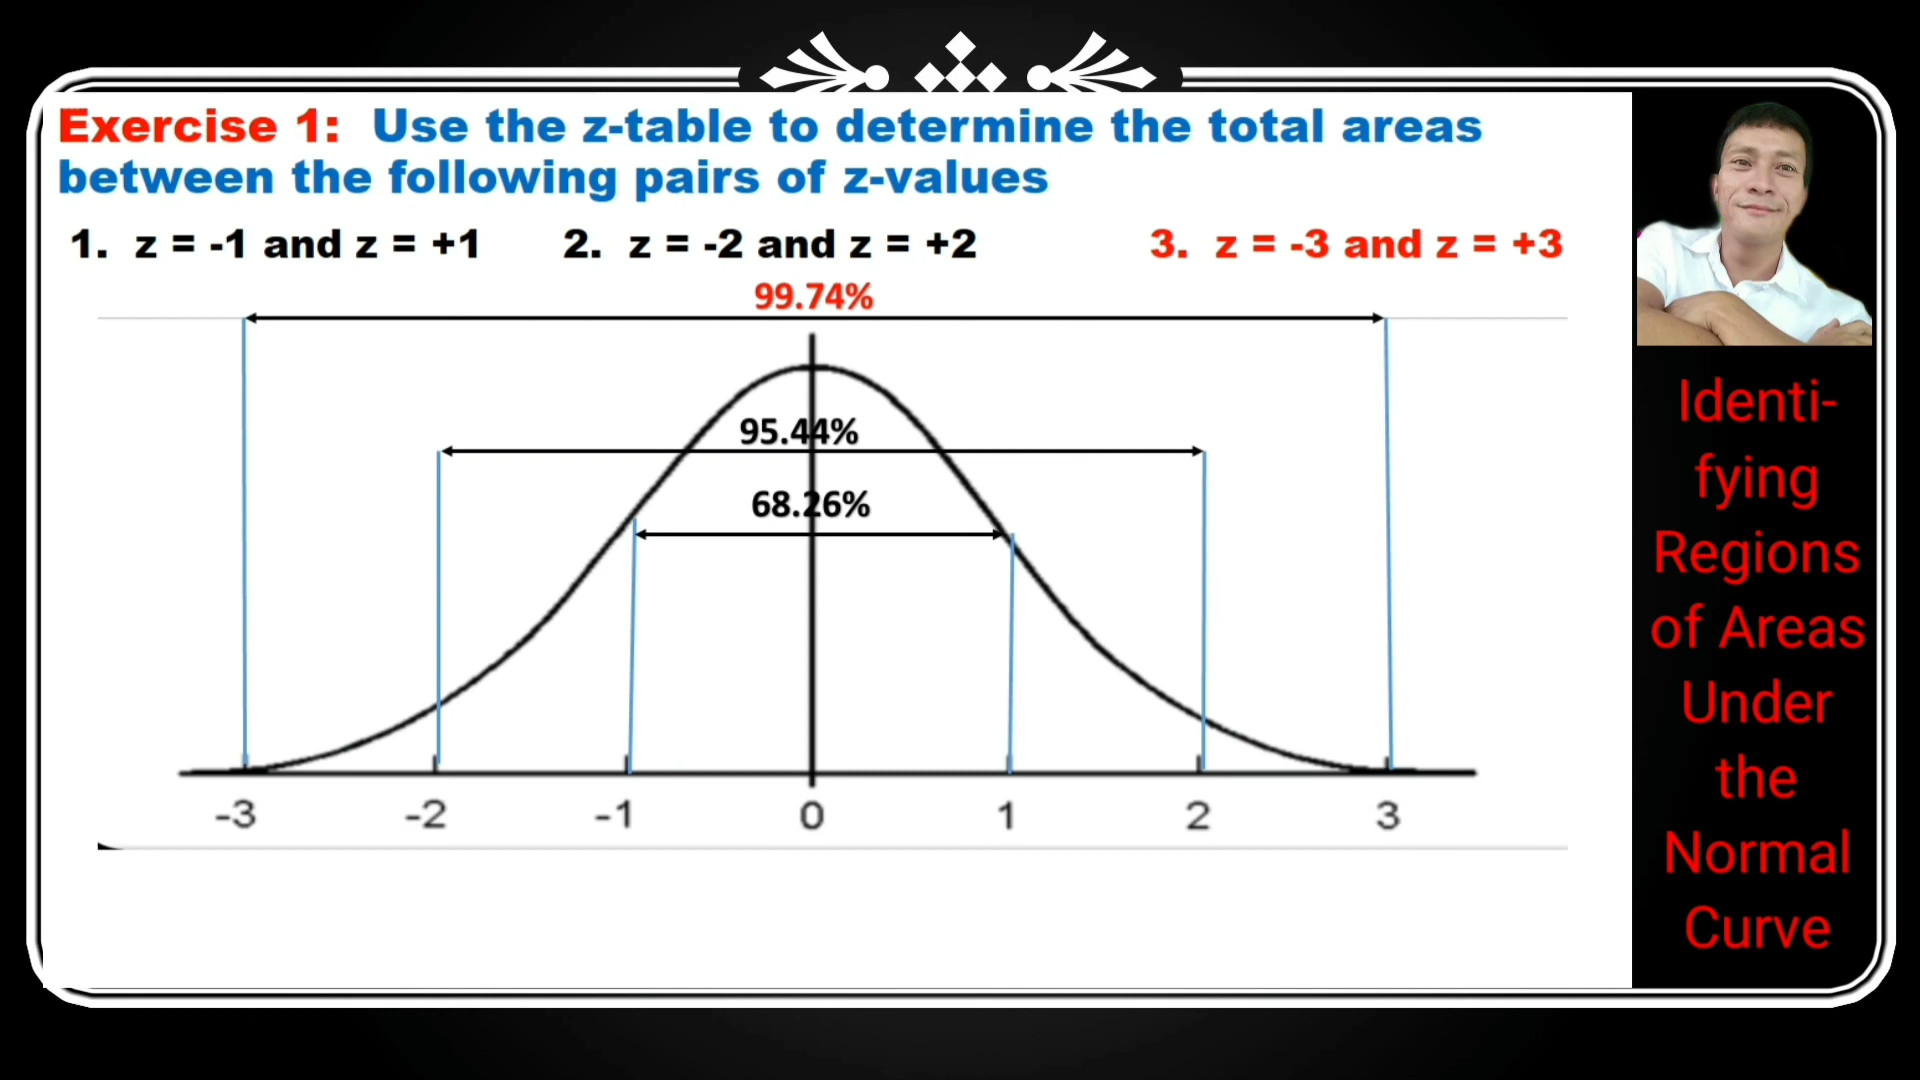 Exercise 1: Use the z-table to determine the total areas
between the following pairs of z-values
1. z = -1 and z = +1 2. z = -2 and z = +2 3. z = -3 and z = +3
99.74%
95.44%
68.26%
-3 -2 -1 0 1 2 3
Identi-
fying
Regions
of Areas
Under
the
Normal
Curve